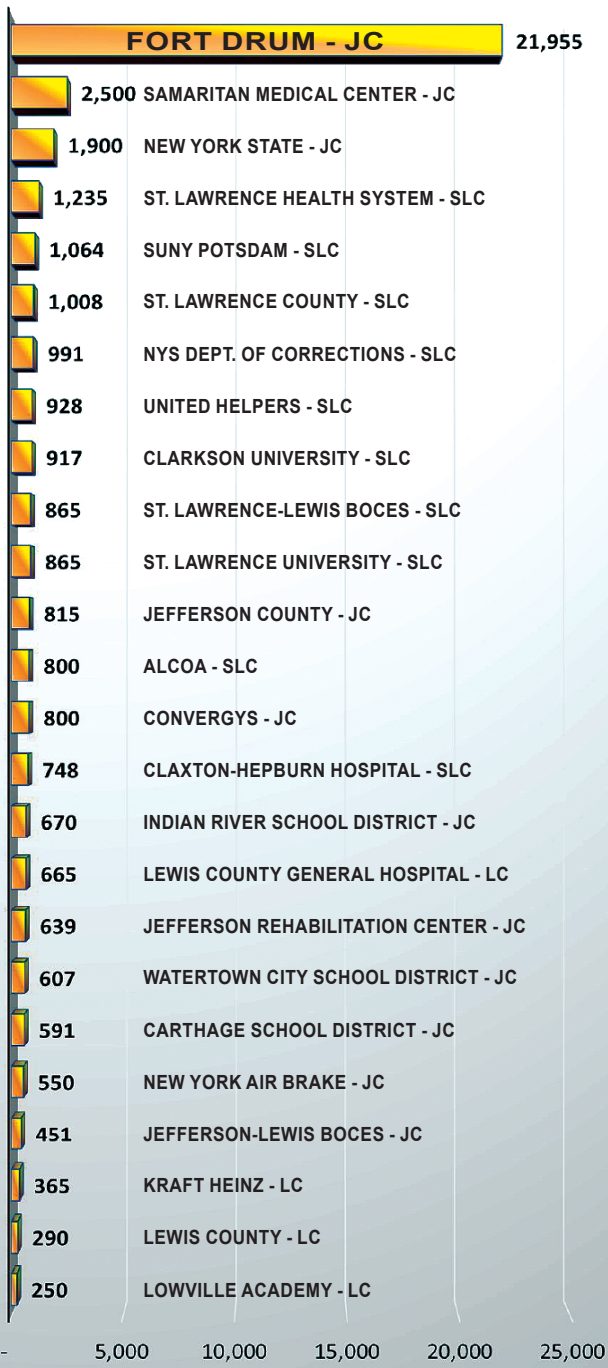 FORT DRUM - JC 21,955
2,500 SAMARITAN MEDICAL CENTER - JC
1,900 NEW YORK STATE - JC
1,235 ST. LAWRENCE HEALTH SYSTEM - SLC
1,064 SUNY POTSDAM - SLC
1,008 ST. LAWRENCE COUNTY - SLC
991 NYS DEPT. OF CORRECTIONS - SLC
928 UNITED HELPERS - SLC
917 CLARKSON UNIVERSITY - SLC
865 ST. LAWRENCE-LEWIS BOCES - SLC
865 ST. LAWRENCE UNIVERSITY - SLC
815 JEFFERSON COUNTY - JC
800 ALCOA - SLC
800 CONVERGYS - JC
748 CLAXTON-HEPBURN HOSPITAL - SLC
670 INDIAN RIVER SCHOOL DISTRICT - JC
665 LEWIS COUNTY GENERAL HOSPITAL - LC
639 JEFFERSON REHABILITATION CENTER - JC
607 WATERTOWN CITY SCHOOL DISTRICT - JC
591 CARTHAGE SCHOOL DISTRICT - JC
550 NEW YORK AIR BRAKE - JC
451 JEFFERSON-LEWIS BOCES - JC
365 KRAFT HEINZ - LC
290 LEWIS COUNTY - LC
250 LOWVILLE ACADEMY - LC
- 5,000 10,000 15,000 20,000 25,000